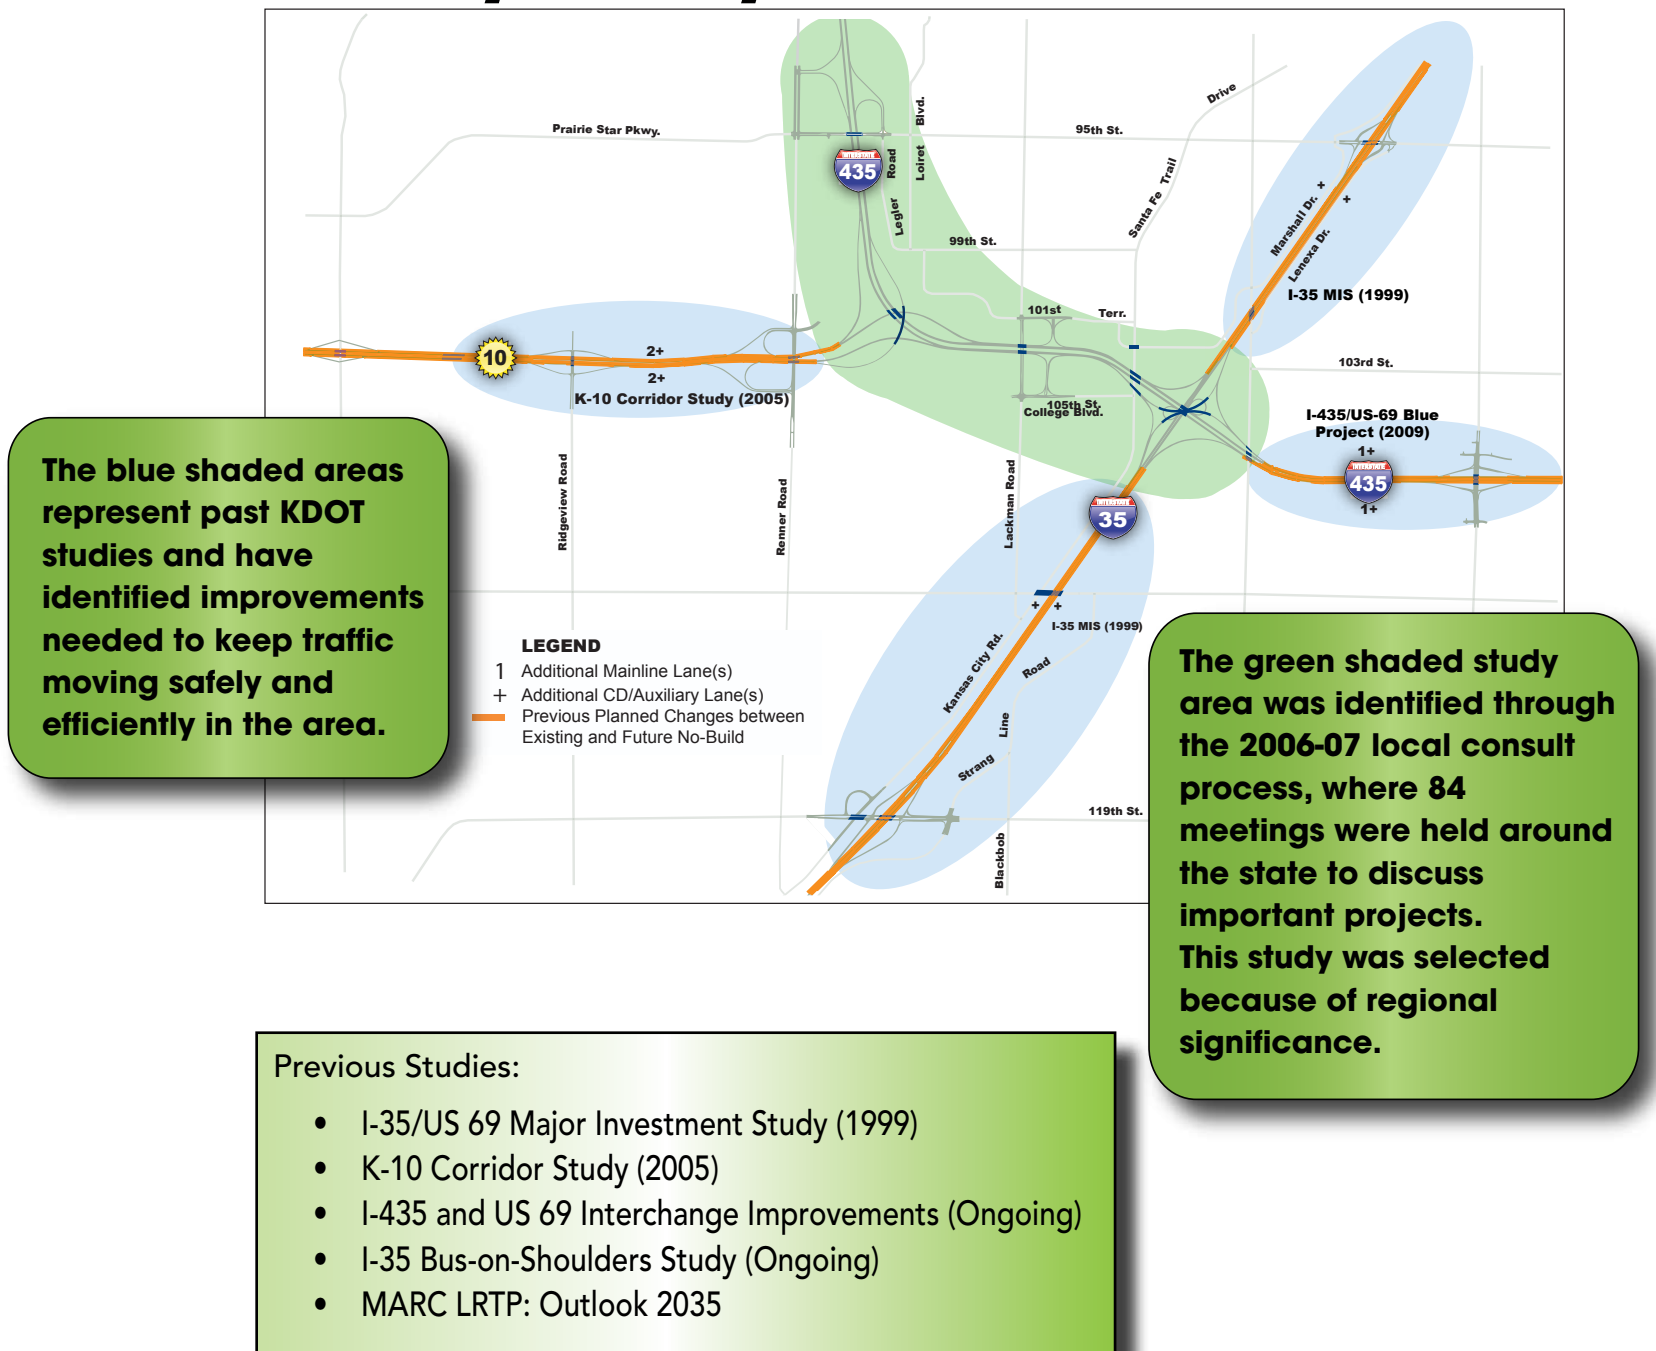 Prairie Star Pkwy.
95th St.
Drive
Santa Fe Trail
Loiret Blvd.
Legler Road
INTERSTATE
435
99th St.
Marshall Dr. +
Lenexa Dr. +
I-35 MIS (1999)
101st Terr.
103rd St.
10
2+
2+
K-10 Corridor Study (2005)
105th St.
College Blvd.
I-435/US-69 Blue
Project (2009)
1+
INTERSTATE
435
1+
Ridgeview Road
Renner Road
Lackman Road
INTERSTATE
35
+ +
I-35 MIS (1999)
Kansas City Rd.
Strang Line Road
119th St.
Blackbob
LEGEND
1 Additional Mainline Lane(s)
+ Additional CD/Auxiliary Lane(s)
Previous Planned Changes between
Existing and Future No-Build
The blue shaded areas
represent past KDOT
studies and have
identified improvements
needed to keep traffic
moving safely and
efficiently in the area.
The green shaded study
area was identified through
the 2006-07 local consult
process, where 84
meetings were held around
the state to discuss
important projects.
This study was selected
because of regional
significance.
Previous Studies:
• I-35/US 69 Major Investment Study (1999)
• K-10 Corridor Study (2005)
• I-435 and US 69 Interchange Improvements (Ongoing)
• I-35 Bus-on-Shoulders Study (Ongoing)
• MARC LRTP: Outlook 2035